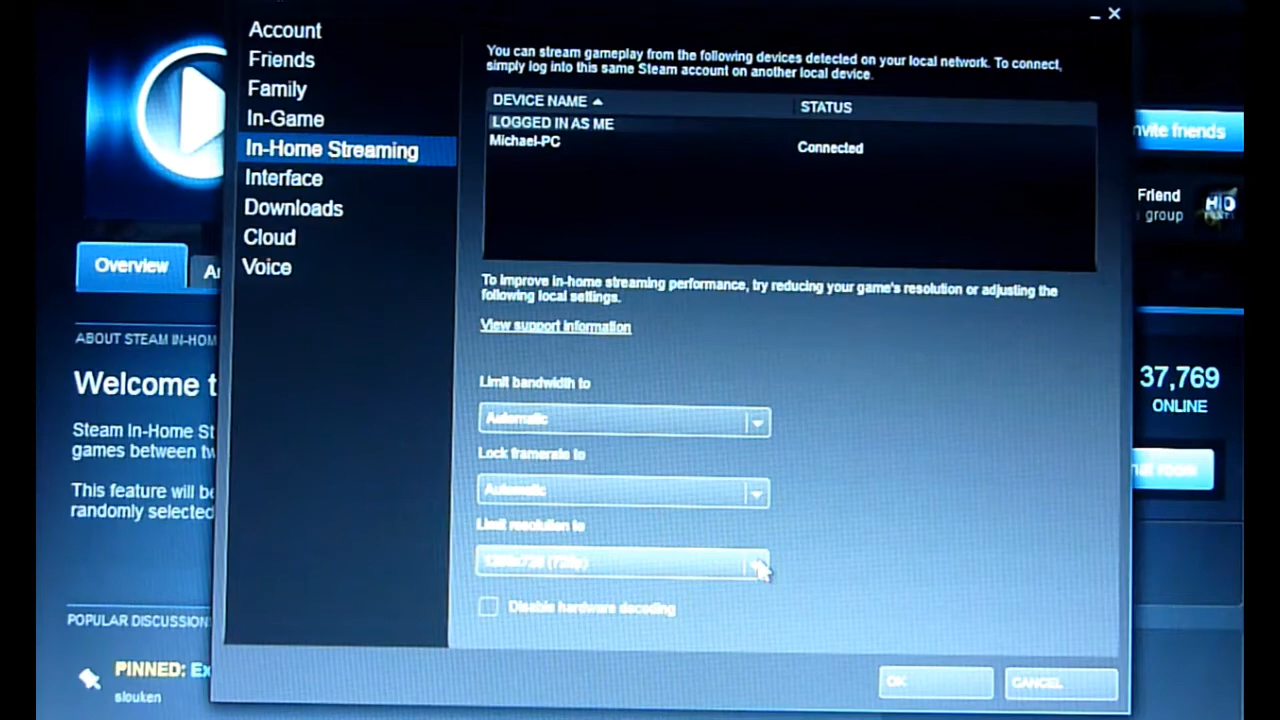 Account
Friends
Family
In-Game
In-Home Streaming
Interface
Downloads
Cloud
Voice
You can stream gameplay from the following devices detected on your local network. To connect,
simply log into this same Steam account on another local device.
DEVICE NAME
STATUS
LOGGED IN AS ME
Michael-PC
Connected
To improve in-home streaming performance, try reducing your game's resolution or adjusting the
following local settings.
View support information
Limit bandwidth to
Automatic
Lock framerate to
Automatic
Limit resolution to
1280x720 (720p)
Disable hardware decoding
OK
CANCEL
Overview
ABOUT STEAM IN-HOM
Welcome t
Steam In-Home St
games between tw
This feature will be
randomly selected
POPULAR DISCUSSION
PINNED: Ex
slouken
nvite friends
Friend
group
HD
37,769
ONLINE